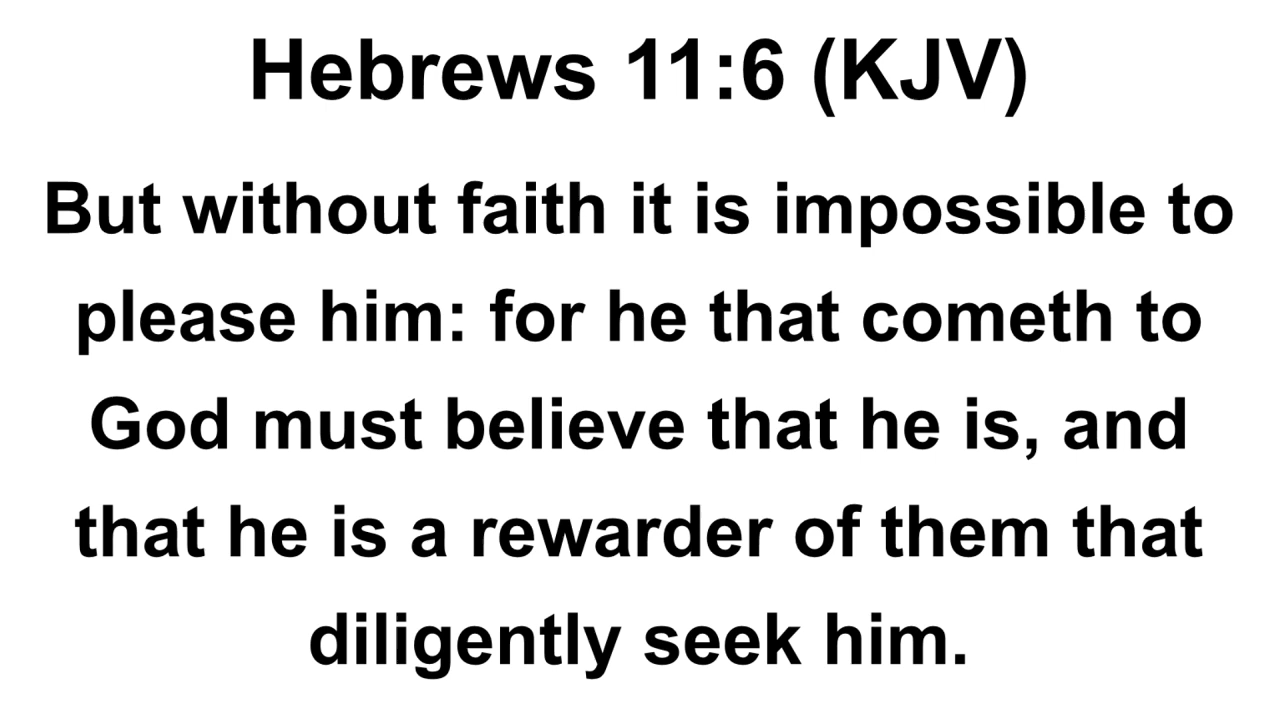 Hebrews 11:6 (KJV)
But without faith it is impossible to
please him: for he that cometh to
God must believe that he is, and
that he is a rewarder of them that
diligently seek him.